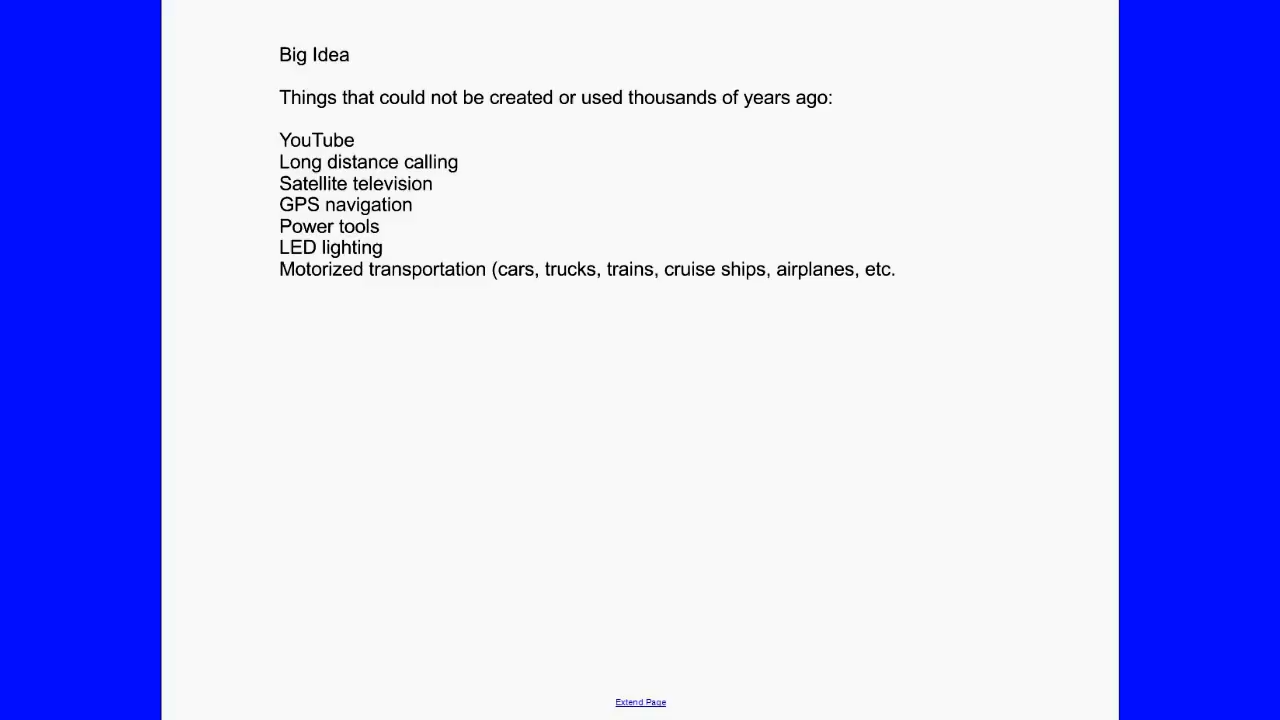 Big Idea
Things that could not be created or used thousands of years ago:
YouTube
Long distance calling
Satellite television
GPS navigation
Power tools
LED lighting
Motorized transportation (cars, trucks, trains, cruise ships, airplanes, etc.
Extend Page